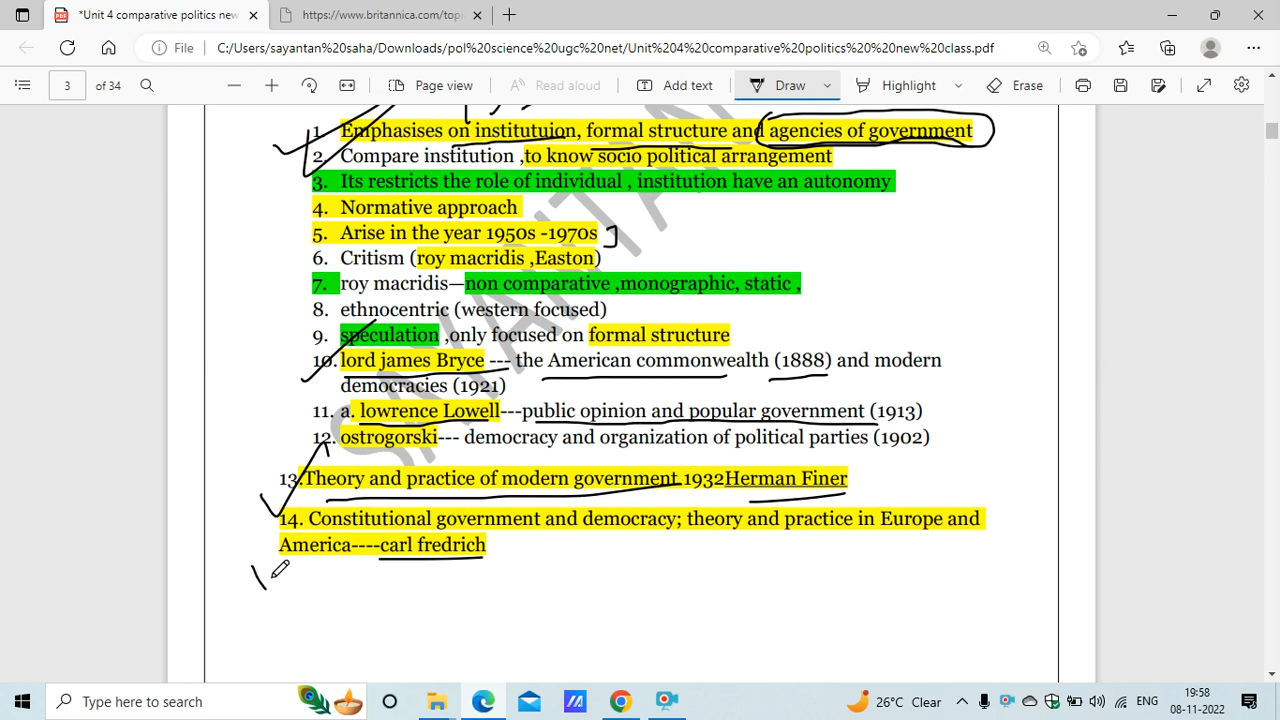 *Unit 4 comparative politics new
https://www.britannica.com/top
File
C:/Users/sayantan%20saha/Downloads/pol%20science%20ugc%20net/Unit%204%20comparative%20politics%20%20new%20class.pdf
3 of 34
Page view
Read aloud
Add text
Draw
Highlight
Erase
1. Emphasises on institutuion, formal structure and agencies of government
2. Compare institution ,to know socio political arrangement
3. Its restricts the role of individual , institution have an autonomy
4. Normative approach
5. Arise in the year 1950s -1970s
6. Critism (roy macridis ,Easton)
7. roy macridis—non comparative ,monographic, static ,
8. ethnocentric (western focused)
9. speculation ,only focused on formal structure
10. lord james Bryce --- the American commonwealth (1888) and modern
democracies (1921)
11. a. lowrence Lowell---public opinion and popular government (1913)
12. ostrogorski--- democracy and organization of political parties (1902)
13.Theory and practice of modern government 1932Herman Finer
14. Constitutional government and democracy; theory and practice in Europe and
America----carl fredrich
SAYANTAN
Type here to search
26°C Clear
ENG
19:58
08-11-2022